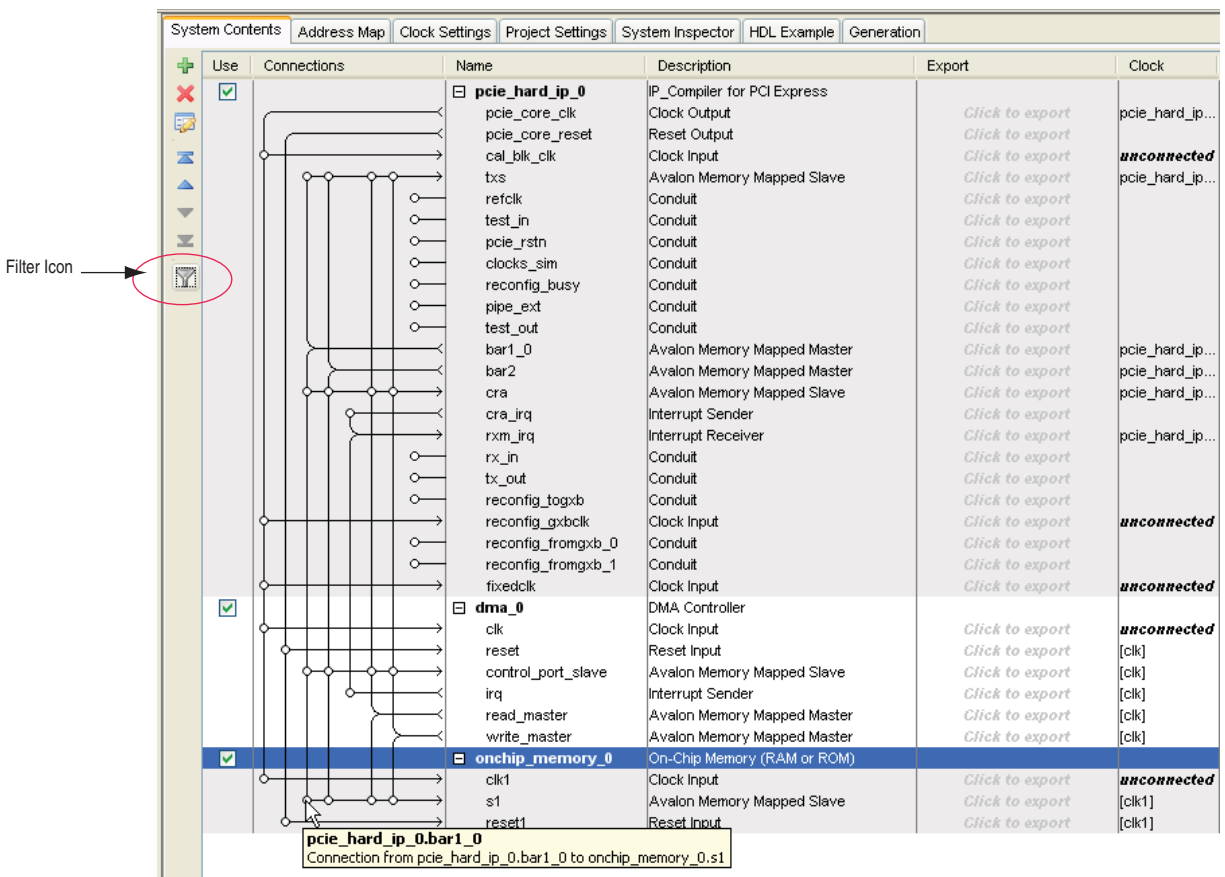 System Contents Address Map Clock Settings Project Settings System Inspector HDL Example Generation
Use Connections Name Description Export Clock
pcie_hard_ip_0 IP_Compiler for PCI Express
pcie_core_clk Clock Output Click to export pcie_hard_ip...
pcie_core_reset Reset Output Click to export
cal_blk_clk Clock Input Click to export unconnected
txs Avalon Memory Mapped Slave Click to export pcie_hard_ip...
refclk Conduit Click to export
test_in Conduit Click to export
pcie_rstn Conduit Click to export
clocks_sim Conduit Click to export
Filter Icon
reconfig_busy Conduit Click to export
pipe_ext Conduit Click to export
test_out Conduit Click to export
bar1_0 Avalon Memory Mapped Master Click to export pcie_hard_ip...
bar2 Avalon Memory Mapped Master Click to export pcie_hard_ip...
cra Avalon Memory Mapped Slave Click to export pcie_hard_ip...
cra_irq Interrupt Sender Click to export
rxm_irq Interrupt Receiver Click to export pcie_hard_ip...
rx_in Conduit Click to export
tx_out Conduit Click to export
reconfig_togxb Conduit Click to export
reconfig_gxbclk Clock Input Click to export unconnected
reconfig_fromgxb_0 Conduit Click to export
reconfig_fromgxb_1 Conduit Click to export
fixedclk Clock Input Click to export unconnected
dma_0 DMA Controller
clk Clock Input Click to export unconnected
reset Reset Input Click to export [clk]
control_port_slave Avalon Memory Mapped Slave Click to export [clk]
irq Interrupt Sender Click to export [clk]
read_master Avalon Memory Mapped Master Click to export [clk]
write_master Avalon Memory Mapped Master Click to export [clk]
onchip_memory_0 On-Chip Memory (RAM or ROM)
clk1 Clock Input Click to export unconnected
s1 Avalon Memory Mapped Slave Click to export [clk1]
reset1 Reset Input Click to export [clk1]
pcie_hard_ip_0.bar1_0
Connection from pcie_hard_ip_0.bar1_0 to onchip_memory_0.s1